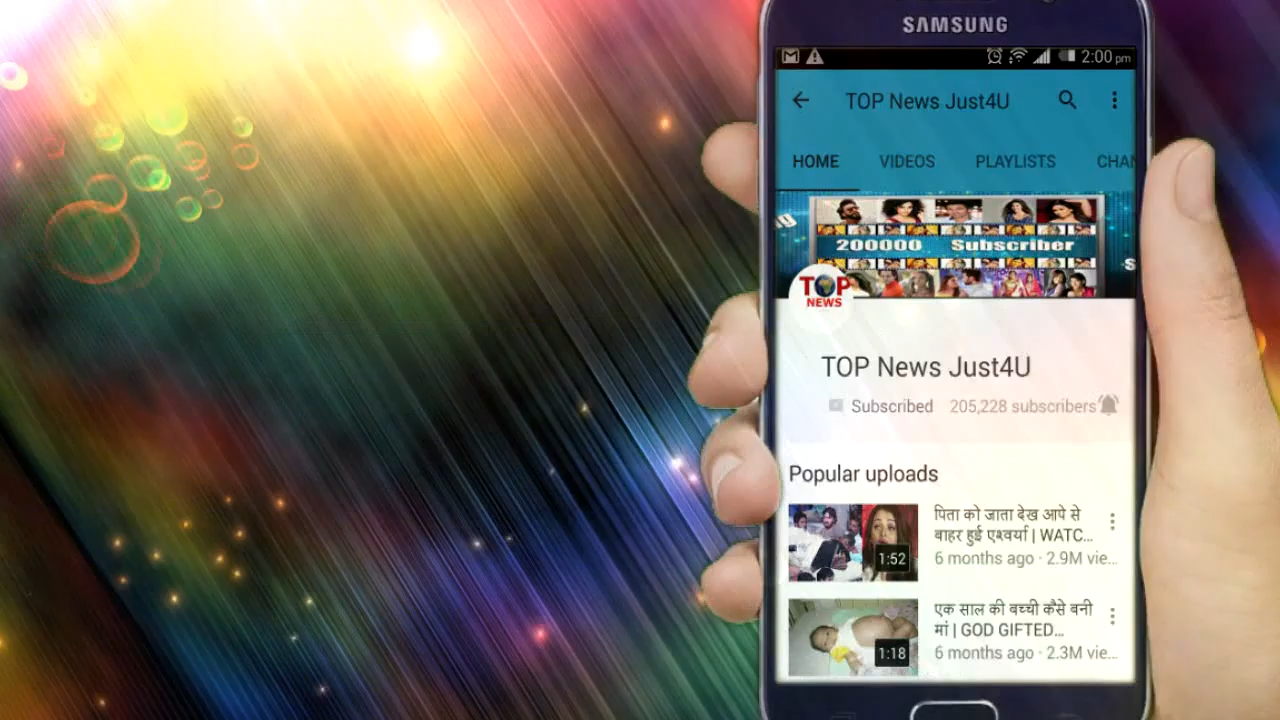 SAMSUNG
2:00 pm
TOP News Just4U
HOME VIDEOS PLAYLISTS CHAN
200000 Subscriber
TOP
NEWS
TOP News Just4U
Subscribed 205,228 subscribers
Popular uploads
पिता को जाता देख आपे से
बाहर हुई एश्वर्या | WATC...
6 months ago · 2.9M vie...
1:52
एक साल की बच्ची कैसे बनी
मां | GOD GIFTED...
6 months ago · 2.3M vie...
1:18